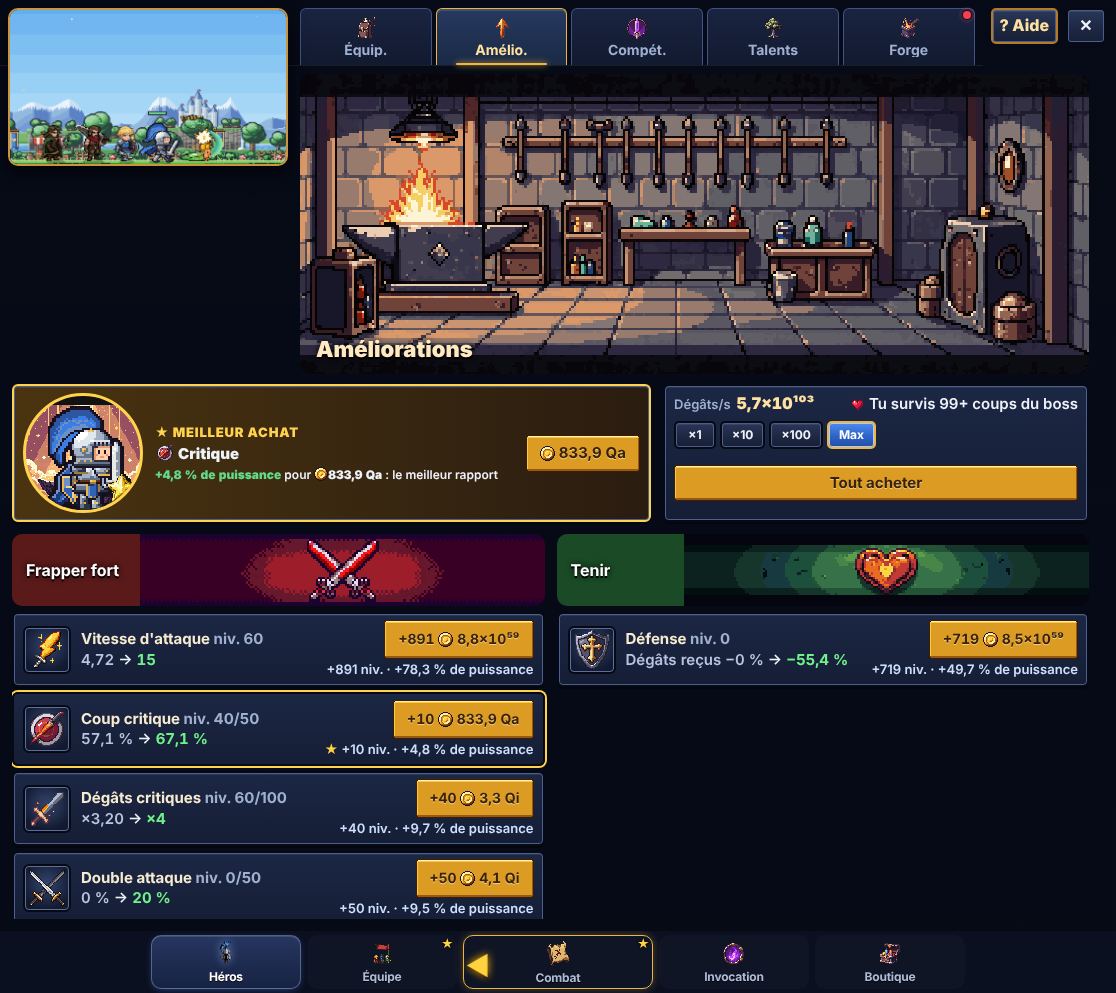 Équip.
Amélio.
Compét.
Talents
Forge
? Aide
×
Améliorations
★ MEILLEUR ACHAT
Critique
+4,8 % de puissance pour 833,9 Qa : le meilleur rapport
833,9 Qa
Dégâts/s 5,7×10¹⁰³
Tu survis 99+ coups du boss
×1
×10
×100
Max
Tout acheter
Frapper fort
Tenir
Vitesse d'attaque niv. 60
4,72 → 15
+891 8,8×10⁵⁹
+891 niv. · +78,3 % de puissance
Défense niv. 0
Dégâts reçus −0 % → −55,4 %
+719 8,5×10⁵⁹
+719 niv. · +49,7 % de puissance
Coup critique niv. 40/50
57,1 % → 67,1 %
+10 833,9 Qa
★ +10 niv. · +4,8 % de puissance
Dégâts critiques niv. 60/100
×3,20 → ×4
+40 3,3 Qi
+40 niv. · +9,7 % de puissance
Double attaque niv. 0/50
0 % → 20 %
+50 4,1 Qi
+50 niv. · +9,5 % de puissance
Héros
Équipe
Combat
Invocation
Boutique